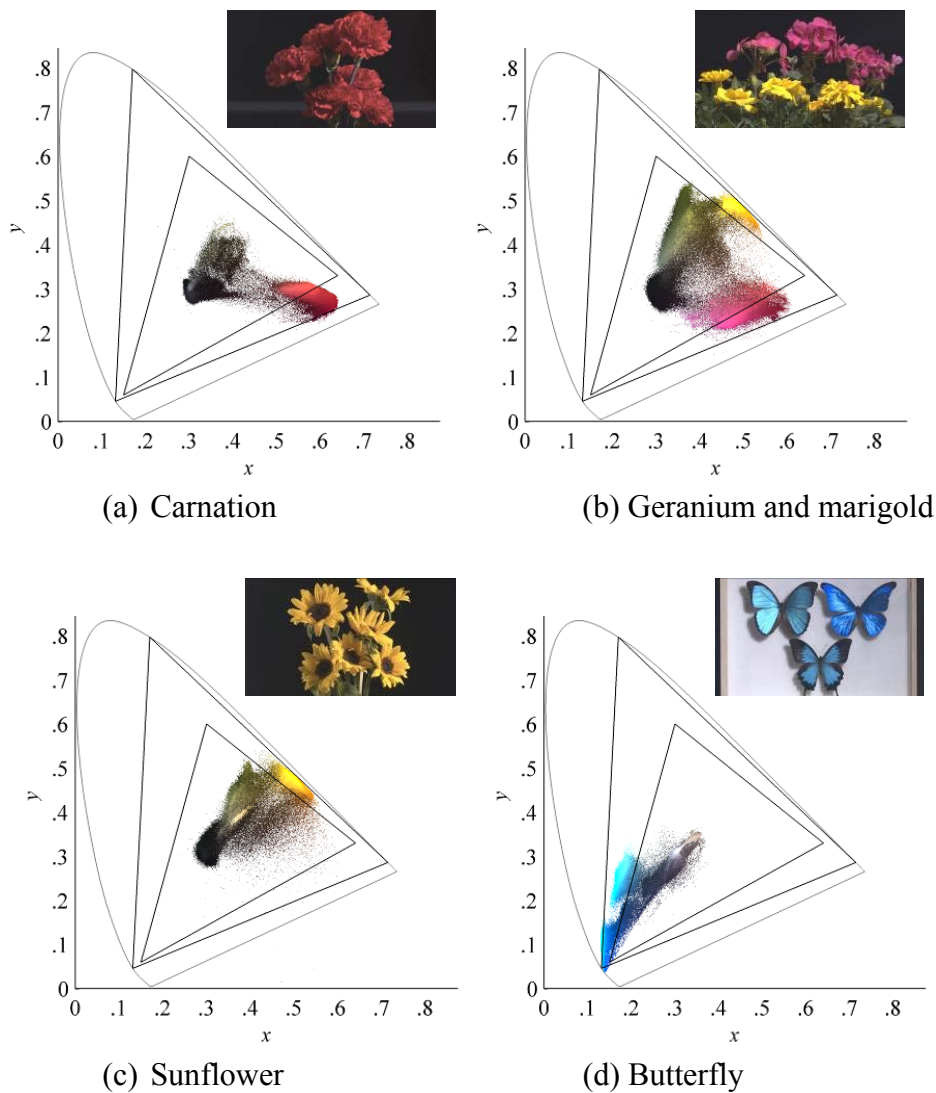 .8
.7
.6
.5
y
.4
.3
.2
.1
0
0 .1 .2 .3 .4 .5 .6 .7 .8
x
(a) Carnation
.8
.7
.6
.5
y
.4
.3
.2
.1
0
0 .1 .2 .3 .4 .5 .6 .7 .8
x
(b) Geranium and marigold
.8
.7
.6
.5
y
.4
.3
.2
.1
0
0 .1 .2 .3 .4 .5 .6 .7 .8
x
(c) Sunflower
.8
.7
.6
.5
y
.4
.3
.2
.1
0
0 .1 .2 .3 .4 .5 .6 .7 .8
x
(d) Butterfly